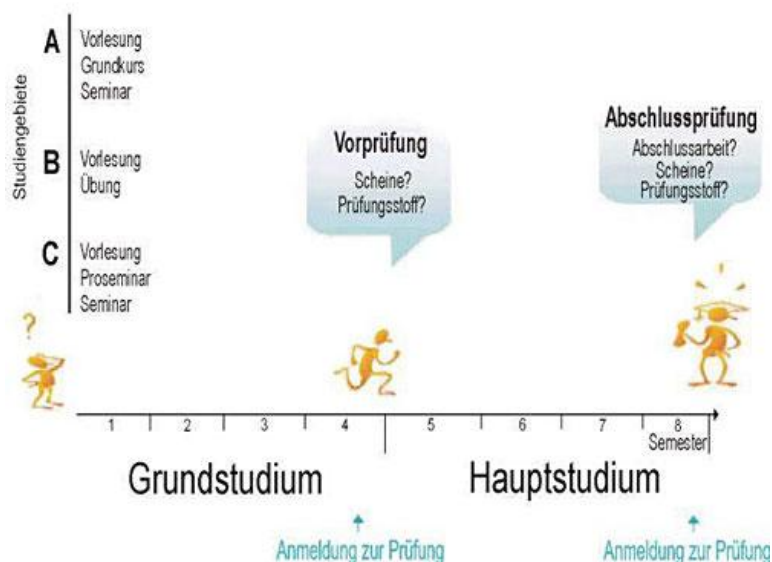 Studiengebiete
A
Vorlesung
Grundkurs
Seminar
B
Vorlesung
Übung
C
Vorlesung
Proseminar
Seminar
Vorprüfung
Scheine?
Prüfungsstoff?
Abschlussprüfung
Abschlussarbeit?
Scheine?
Prüfungsstoff?
?
1 2 3 4 5 6 7 8
Semester
Grundstudium Hauptstudium
Anmeldung zur Prüfung Anmeldung zur Prüfung